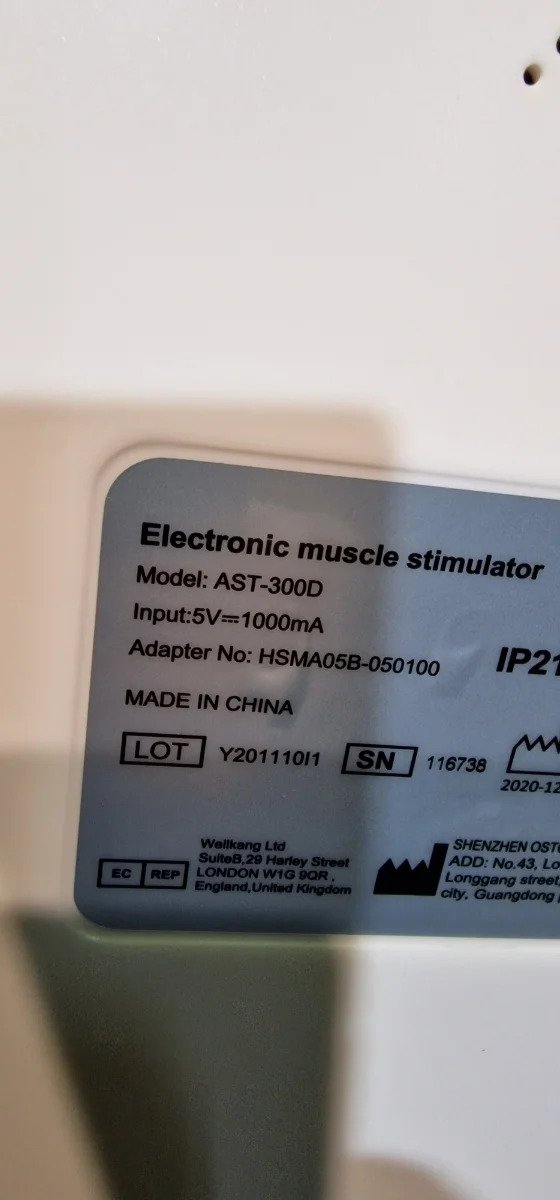 Electronic muscle stimulator
Model: AST-300D
Input:5V⎓1000mA
Adapter No: HSMA05B-050100
IP21
MADE IN CHINA
LOT Y201110I1 SN 116738
2020-12
Wellkang Ltd
SuiteB,29 Harley Street
LONDON W1G 9QR ,
England,United Kingdom
EC REP
SHENZHEN
ADD: No.43,
Longgang street,
city, Guangdong